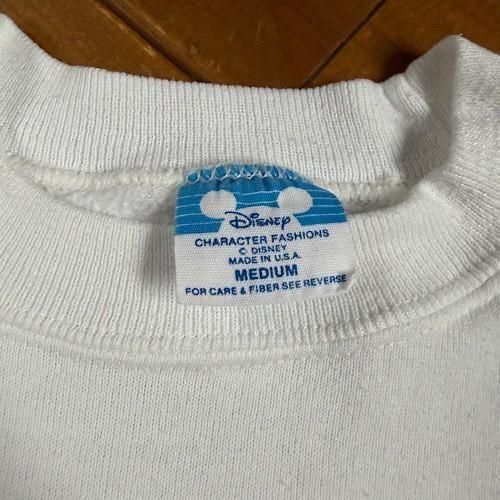 Disney
CHARACTER FASHIONS
© DISNEY
MADE IN U.S.A.
MEDIUM
FOR CARE & FIBER SEE REVERSE